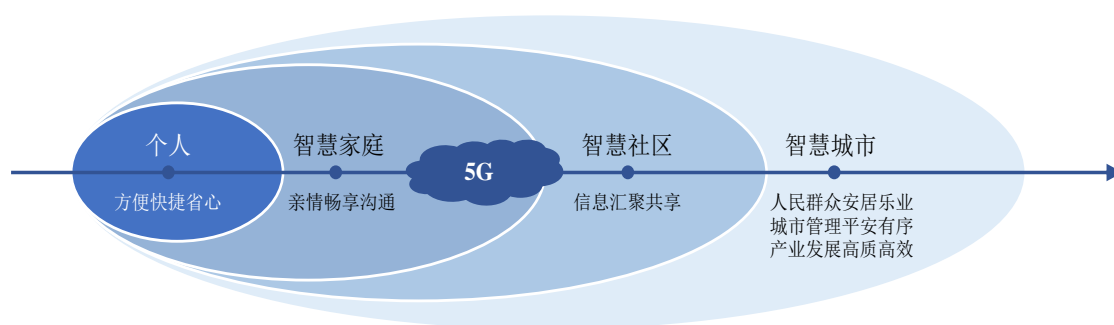 个人
方便快捷省心
智慧家庭
亲情畅享沟通
5G
智慧社区
信息汇聚共享
智慧城市
人民群众安居乐业
城市管理平安有序
产业发展高质高效